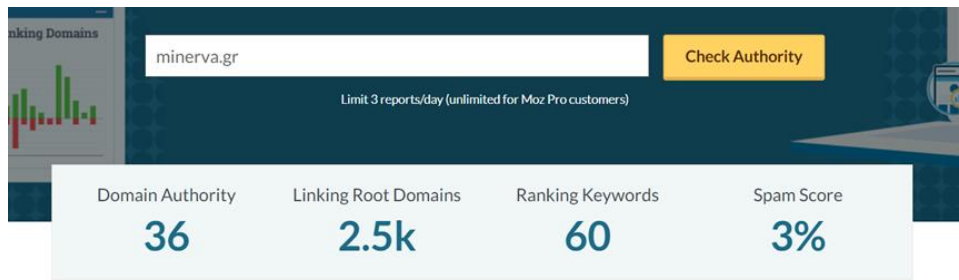 nking Domains
minerva.gr
Check Authority
Limit 3 reports/day (unlimited for Moz Pro customers)
Domain Authority
Linking Root Domains
Ranking Keywords
Spam Score
36
2.5k
60
3%